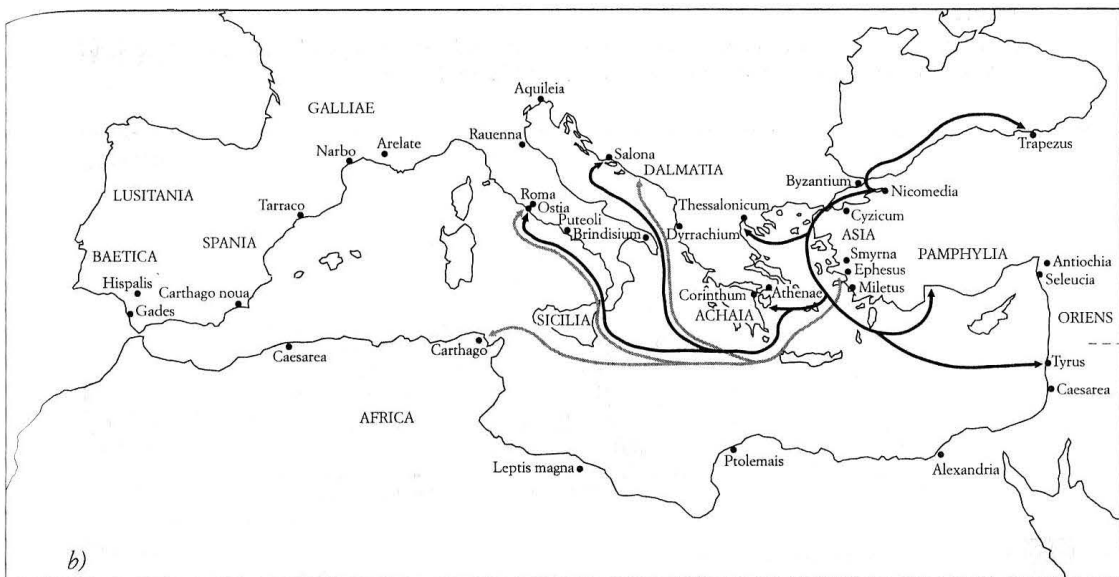 Aquileia
GALLIAE
Rauenna
Arelate
Narbo
Salona
DALMATIA
Trapezus
Byzantium
Nicomedia
LUSITANIA
Roma
Ostia
Thessalonicum
Cyzicum
Tarraco
Puteoli
Brindisium
Dyrrachium
ASIA
SPANIA
BAETICA
Smyrna
PAMPHYLIA
Antiochia
Ephesus
Seleucia
Hispalis
Carthago noua
Corinthum
Athenae
Miletus
Gades
SICILIA
ACHAIA
ORIENS
Caesarea
Carthago
Tyrus
Caesarea
AFRICA
Leptis magna
Ptolemais
Alexandria
b)